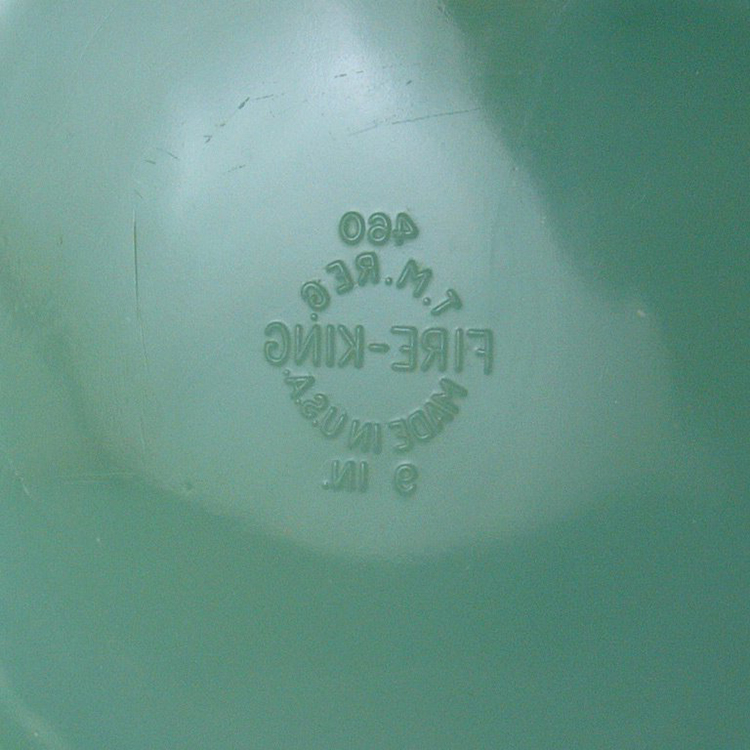 460
T.M. REG.
FIRE-KING
MADE IN U.S.A.
9 IN.